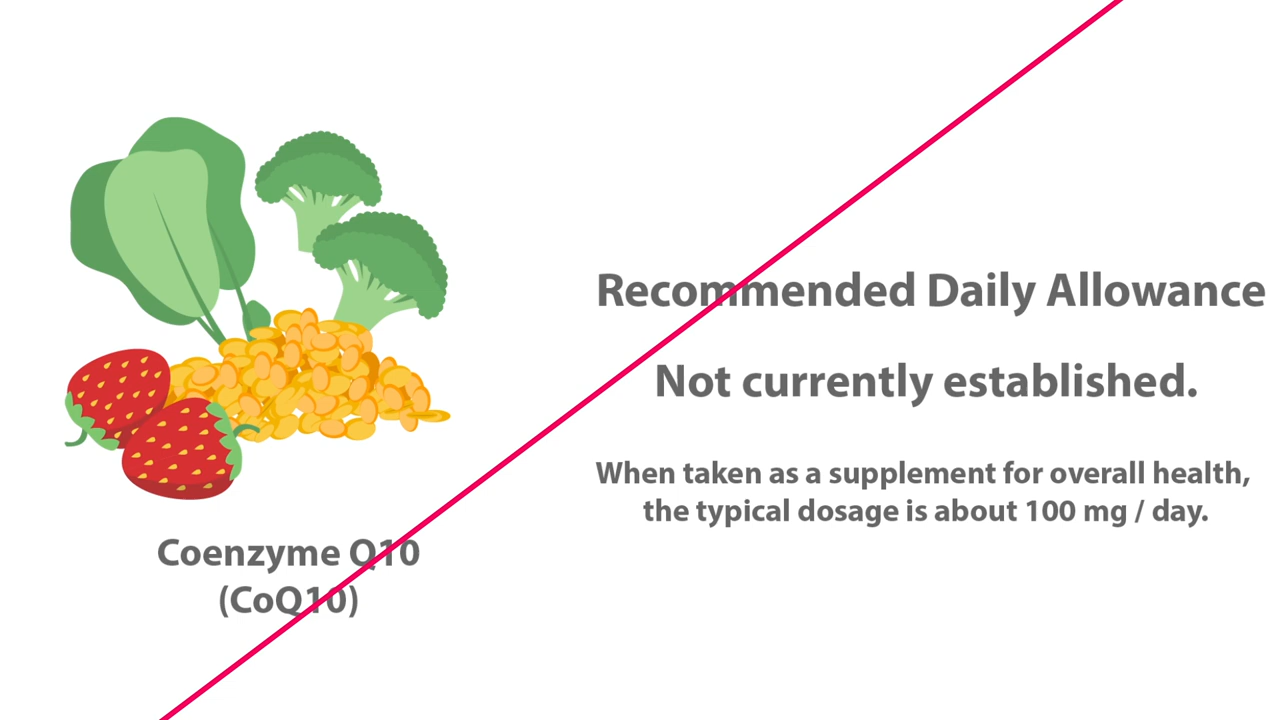 Coenzyme Q10
(CoQ10)
Recommended Daily Allowance
Not currently established.
When taken as a supplement for overall health,
the typical dosage is about 100 mg / day.